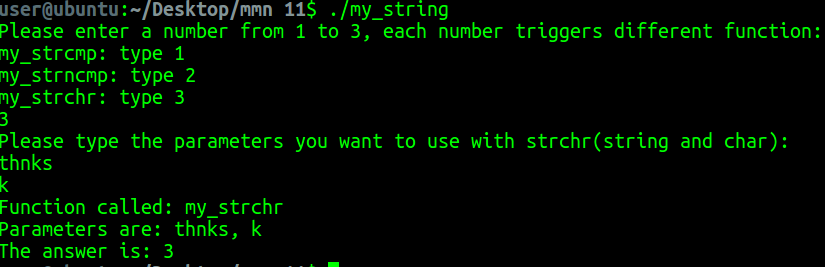 user@ubuntu:~/Desktop/mmn 11$ ./my_string
Please enter a number from 1 to 3, each number triggers different function:
my_strcmp: type 1
my_strncmp: type 2
my_strchr: type 3
3
Please type the parameters you want to use with strchr(string and char):
thnks
k
Function called: my_strchr
Parameters are: thnks, k
The answer is: 3